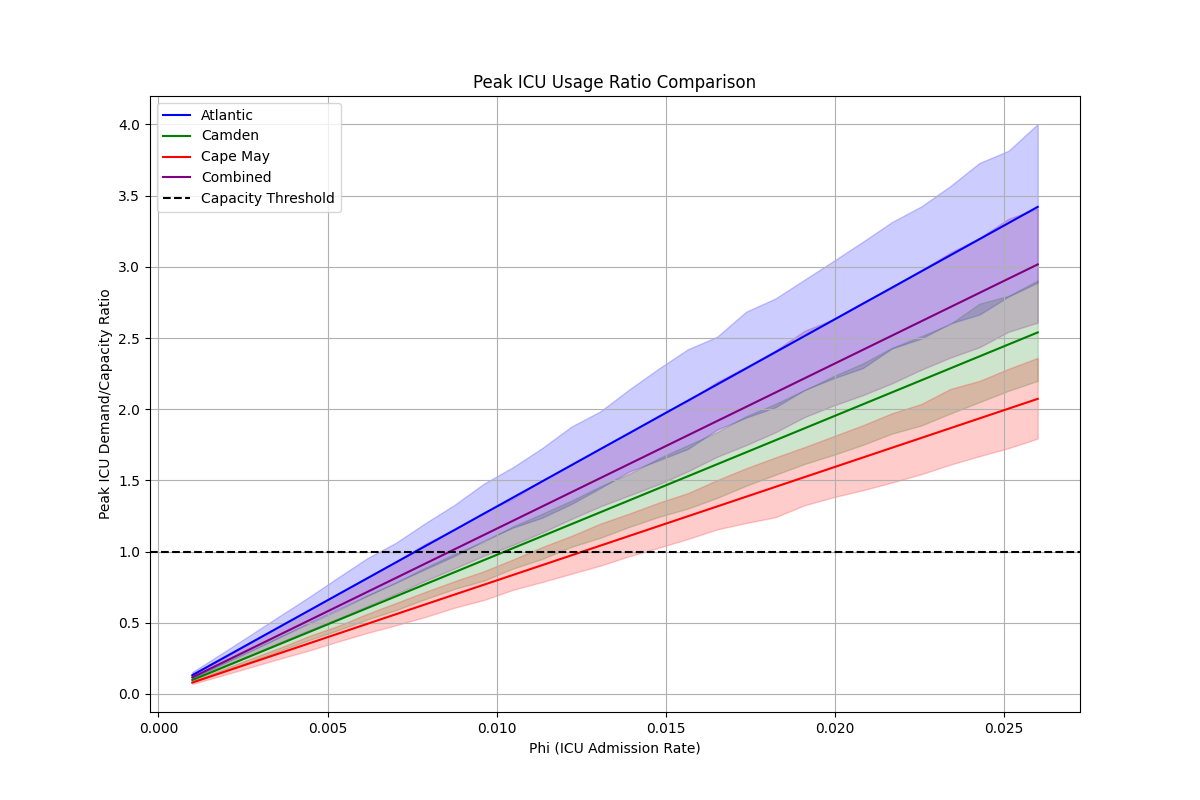 Peak ICU Usage Ratio Comparison
Atlantic
Camden
Cape May
Combined
Capacity Threshold
Peak ICU Demand/Capacity Ratio
4.0
3.5
3.0
2.5
2.0
1.5
1.0
0.5
0.0
0.000 0.005 0.010 0.015 0.020 0.025
Phi (ICU Admission Rate)